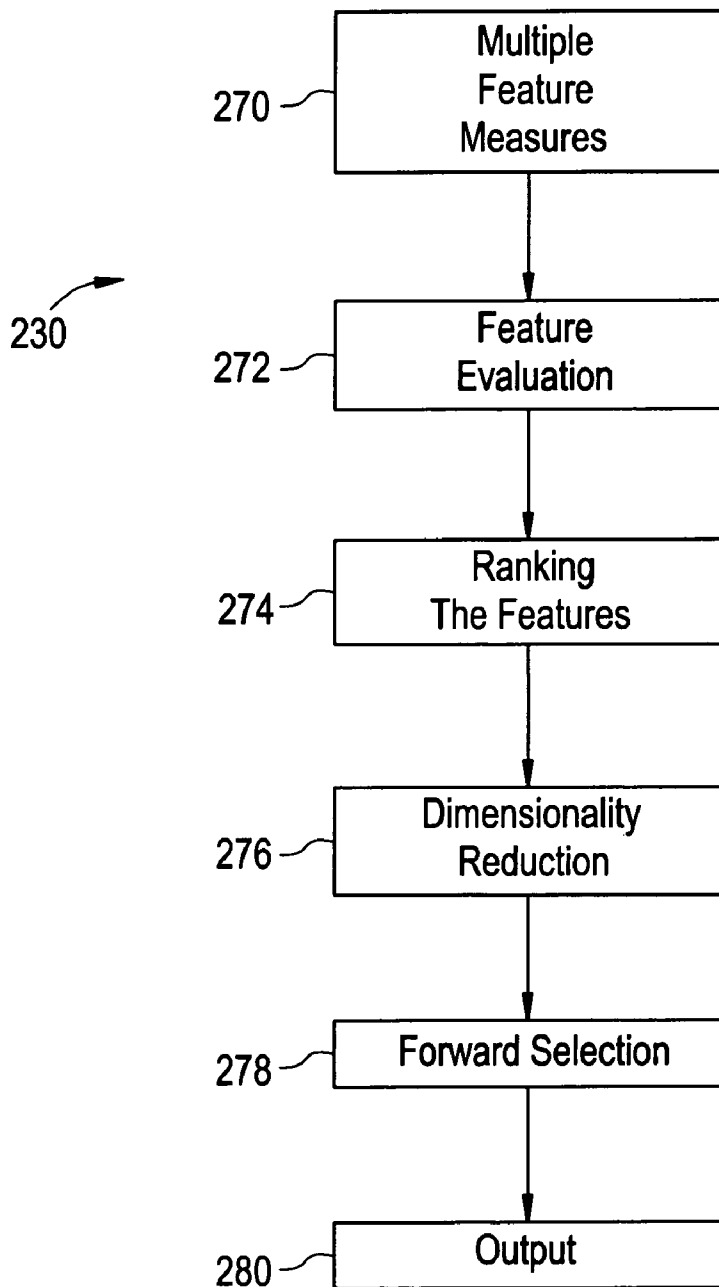 Multiple
Feature
Measures
270
230
Feature
Evaluation
272
Ranking
The Features
274
Dimensionality
Reduction
276
Forward Selection
278
Output
280